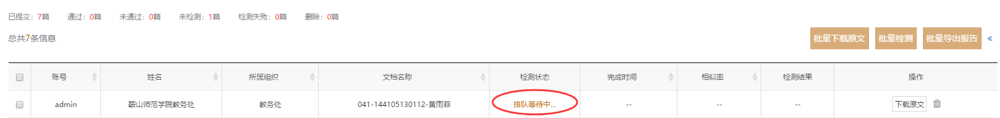 已提交：7篇 通过：0篇 未通过：0篇 未检测：1篇 检测失败：0篇 删除：0篇
总共7条信息 批量下载原文 批量检测 批量导出报告 «
账号 姓名 所属组织 文档名称 检测状态 完成时间 相似率 检测结果 操作
admin 鞍山师范学院教务处 教务处 041-144105130112-黄雨菲 排队等待中... -- -- -- 下载原文